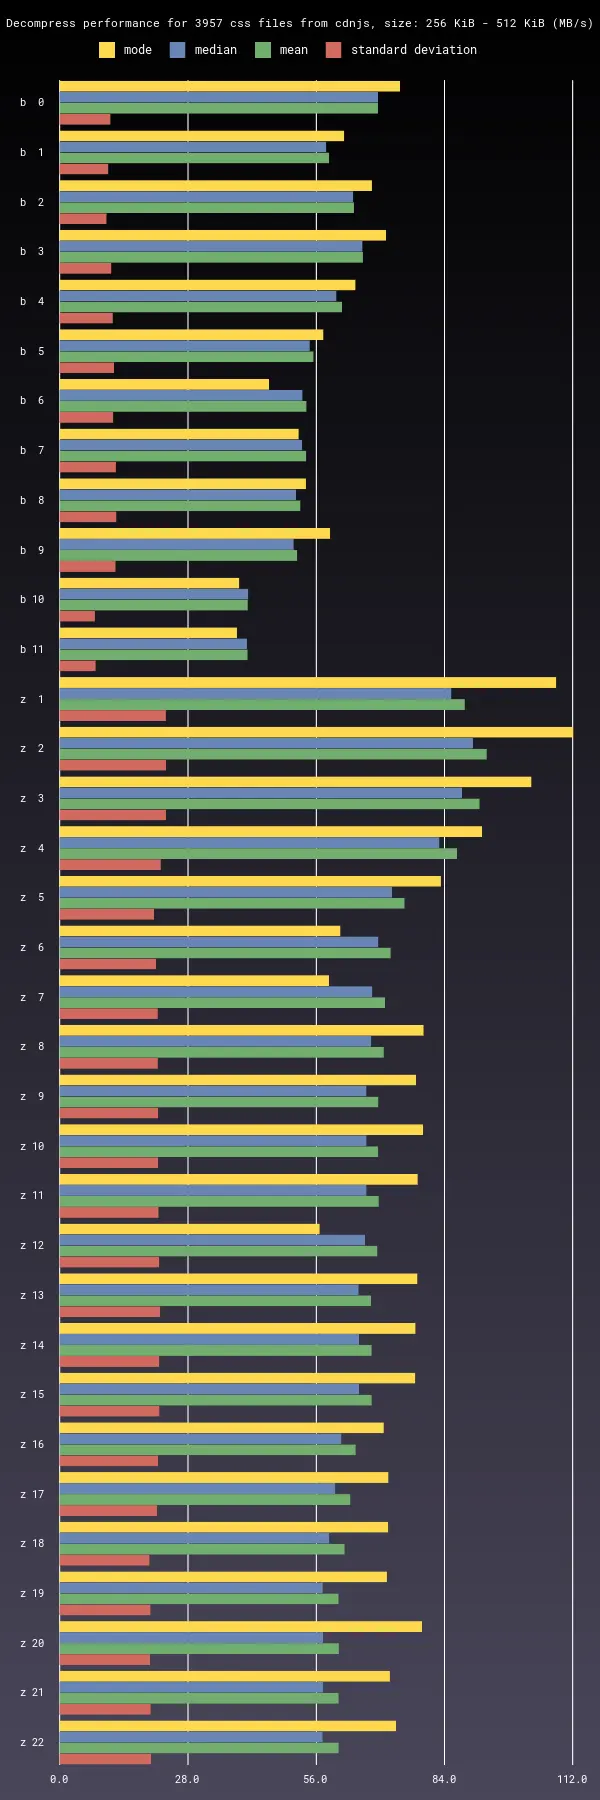 Decompress performance for 3957 css files from cdnjs, size: 256 KiB - 512 KiB (MB/s)
mode median mean standard deviation
b 0
b 1
b 2
b 3
b 4
b 5
b 6
b 7
b 8
b 9
b 10
b 11
z 1
z 2
z 3
z 4
z 5
z 6
z 7
z 8
z 9
z 10
z 11
z 12
z 13
z 14
z 15
z 16
z 17
z 18
z 19
z 20
z 21
z 22
0.0 28.0 56.0 84.0 112.0